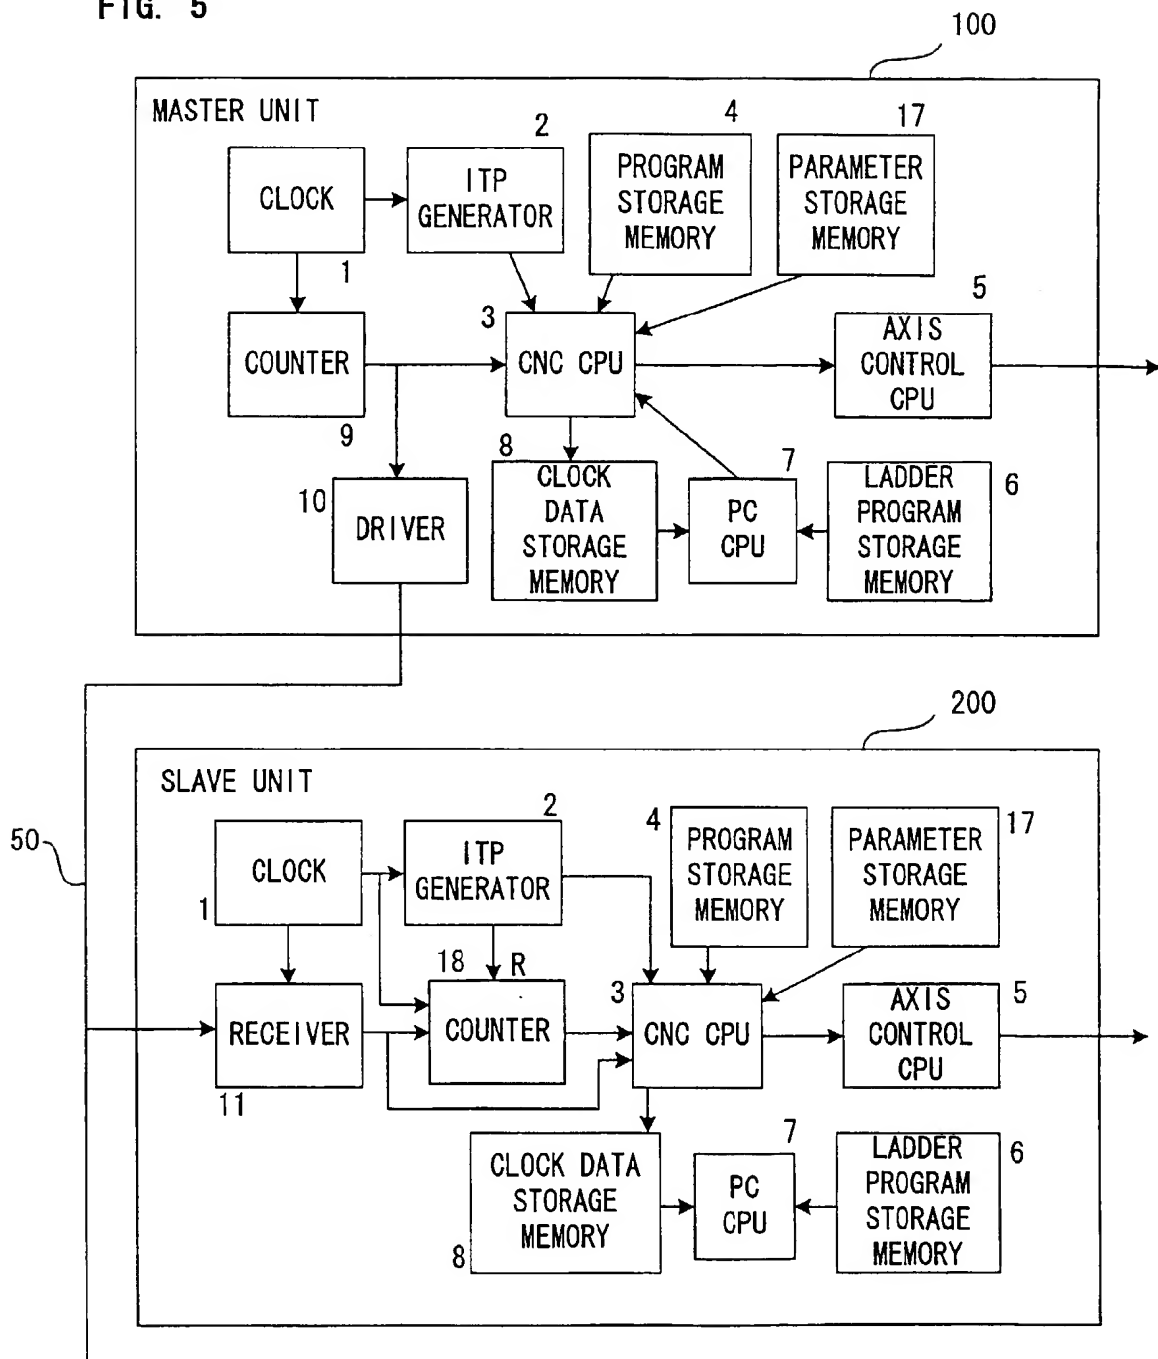 FIG. 5
100
MASTER UNIT
2
4
17
CLOCK
ITP
GENERATOR
PROGRAM
STORAGE
MEMORY
PARAMETER
STORAGE
MEMORY
1
3
5
COUNTER
CNC CPU
AXIS
CONTROL
CPU
9
8
7
6
10
DRIVER
CLOCK
DATA
STORAGE
MEMORY
PC
CPU
LADDER
PROGRAM
STORAGE
MEMORY
200
SLAVE UNIT
50
2
4
17
CLOCK
ITP
GENERATOR
PROGRAM
STORAGE
MEMORY
PARAMETER
STORAGE
MEMORY
1
18
R
3
5
RECEIVER
COUNTER
CNC CPU
AXIS
CONTROL
CPU
11
7
6
CLOCK DATA
STORAGE
MEMORY
PC
CPU
LADDER
PROGRAM
STORAGE
MEMORY
8